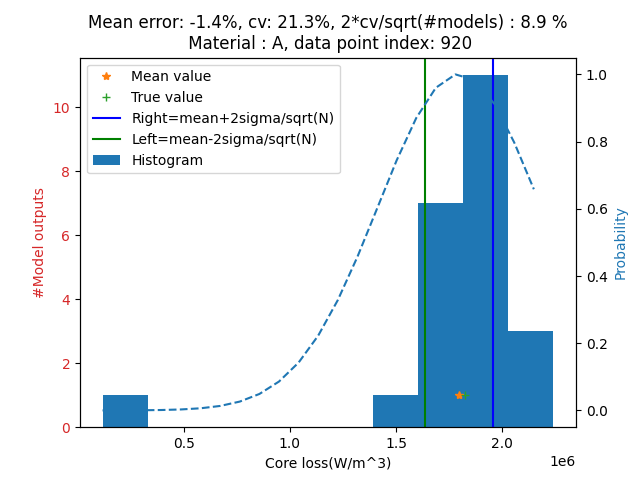 Mean error: -1.4%, cv: 21.3%, 2*cv/sqrt(#models) : 8.9 %
Material : A, data point index: 920
Mean value
True value
Right=mean+2sigma/sqrt(N)
Left=mean-2sigma/sqrt(N)
Histogram
#Model outputs
10
8
6
4
2
0
1.0
0.8
0.6
0.4
0.2
0.0
Probability
0.5
1.0
1.5
2.0
1e6
Core loss(W/m^3)